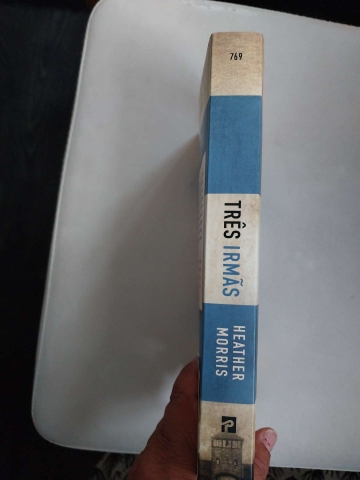 769
TRÊS IRMÃS
HEATHER
MORRIS